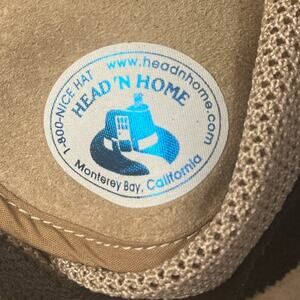 1-800-NICE HAT
www.headnhome.com
HEAD 'N HOME
Monterey Bay, California